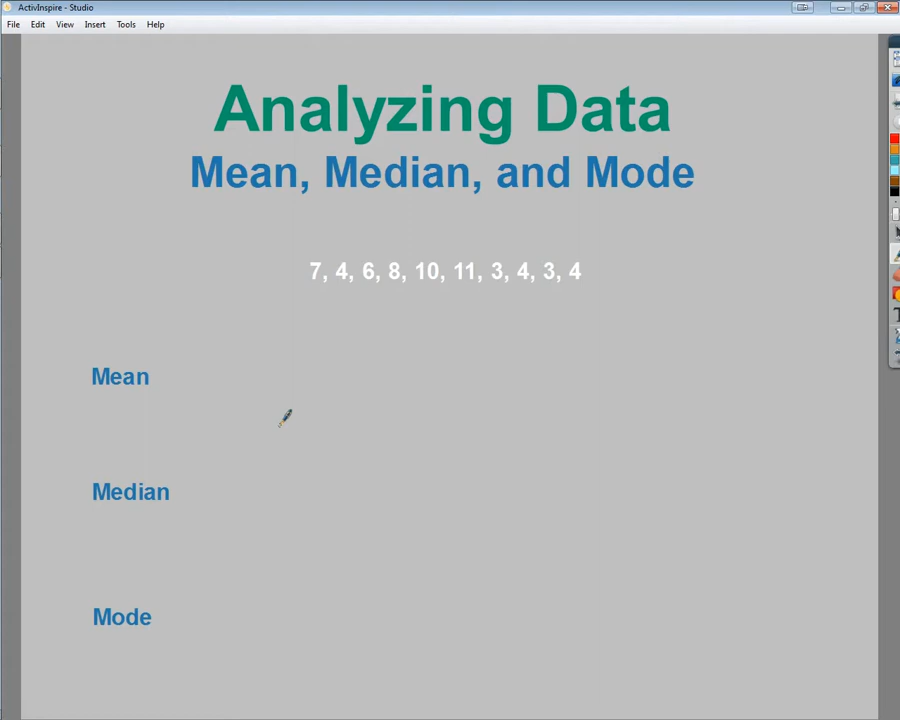 ActivInspire - Studio
File Edit View Insert Tools Help
Analyzing Data
Mean, Median, and Mode
7, 4, 6, 8, 10, 11, 3, 4, 3, 4
Mean
Median
Mode